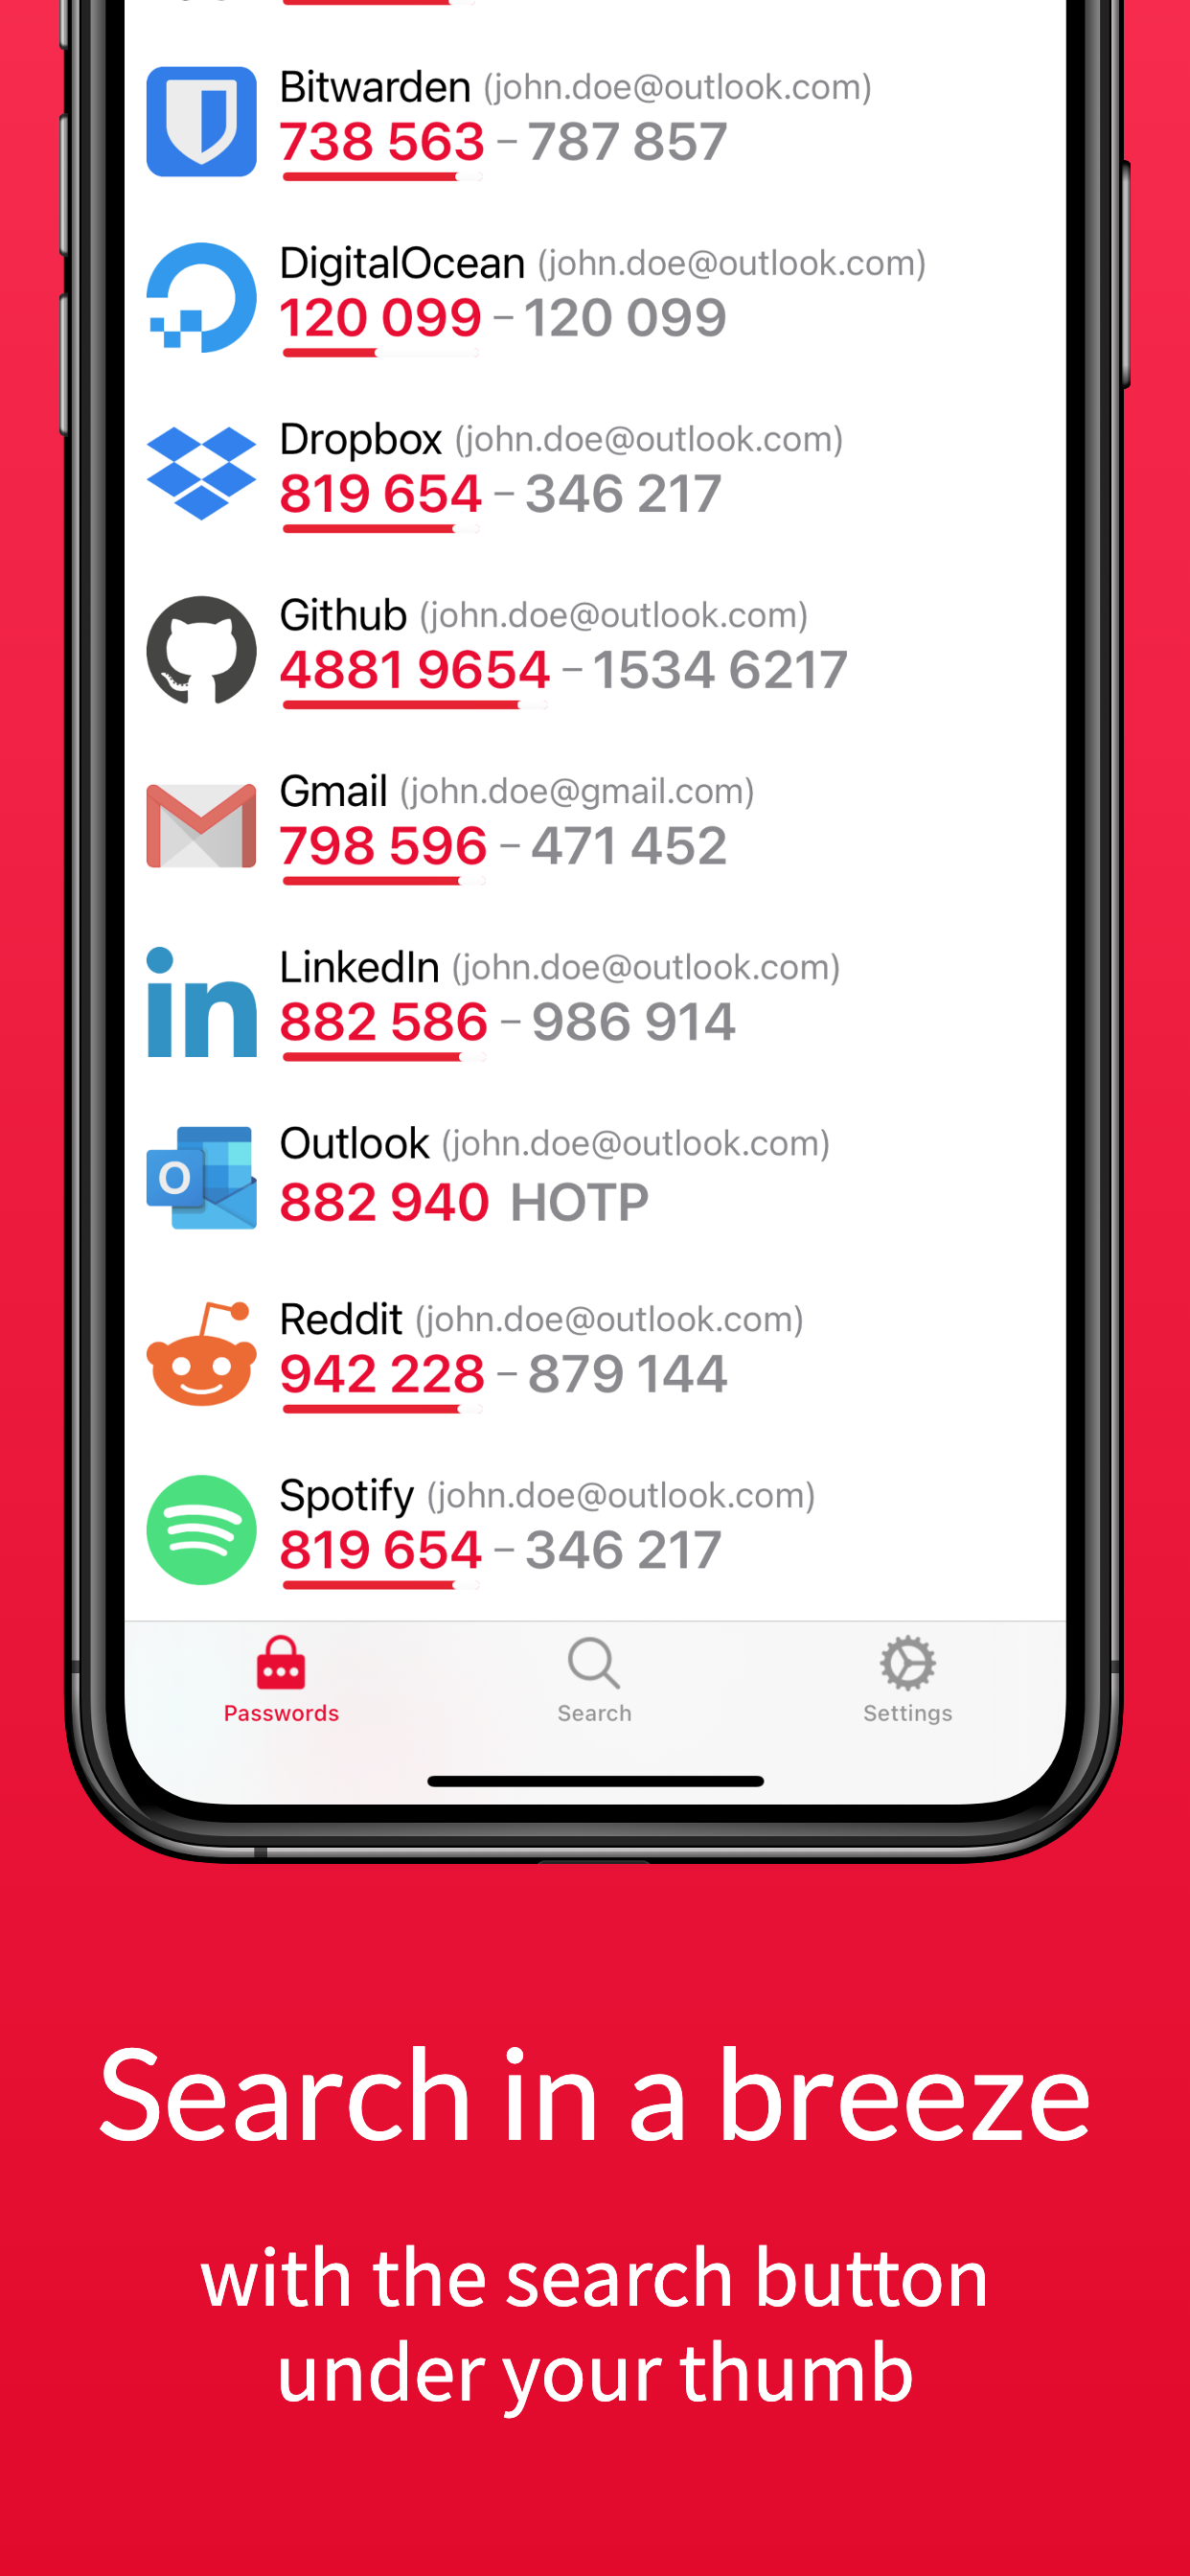 Bitwarden (john.doe@outlook.com)
738 563 – 787 857
DigitalOcean (john.doe@outlook.com)
120 099 – 120 099
Dropbox (john.doe@outlook.com)
819 654 – 346 217
Github (john.doe@outlook.com)
4881 9654 – 1534 6217
Gmail (john.doe@gmail.com)
798 596 – 471 452
LinkedIn (john.doe@outlook.com)
882 586 – 986 914
Outlook (john.doe@outlook.com)
882 940 HOTP
Reddit (john.doe@outlook.com)
942 228 – 879 144
Spotify (john.doe@outlook.com)
819 654 – 346 217
Passwords Search Settings
Search in a breeze
with the search button
under your thumb